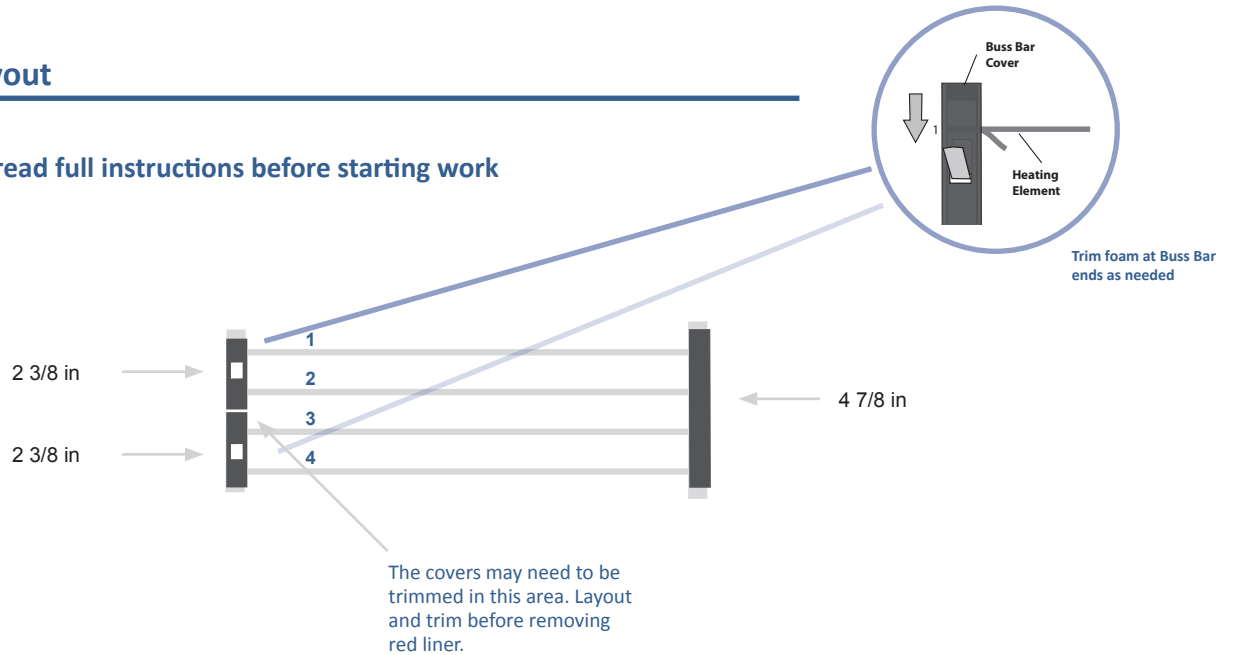 read full instructions before starting work
Buss Bar
Cover
1
Heating
Element
Trim foam at Buss Bar
ends as needed
1
2
3
4
2 3/8 in
2 3/8 in
4 7/8 in
The covers may need to be
trimmed in this area. Layout
and trim before removing
red liner.